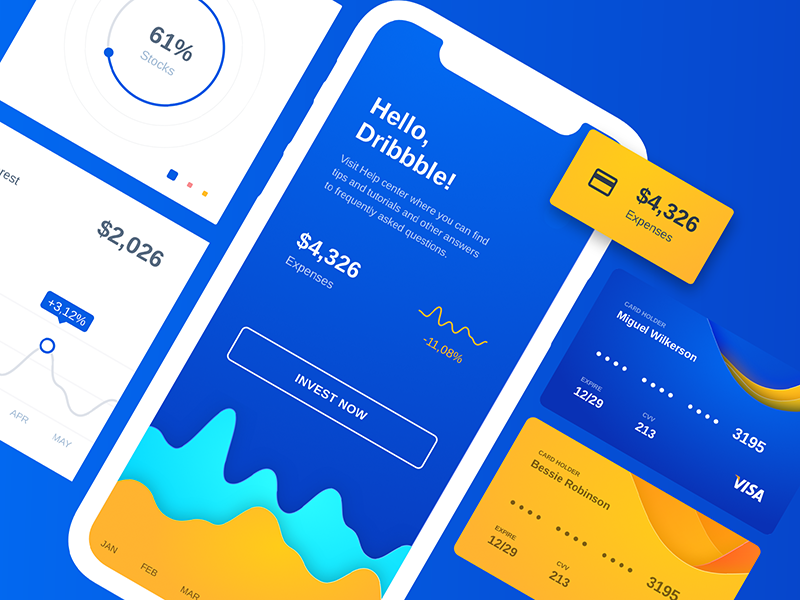 61%
Stocks
rest
$2,026
+3,12%
APR
MAY
Hello,
Dribbble!
Visit Help center where you can find
tips and tutorials and other answers
to frequently asked questions.
$4,326
Expenses
-11,08%
INVEST NOW
JAN
FEB
MAR
$4,326
Expenses
CARD HOLDER
Miguel Wilkerson
3195
EXPIRE
12/29
CVV
213
VISA
CARD HOLDER
Bessie Robinson
3195
EXPIRE
12/29
CVV
213